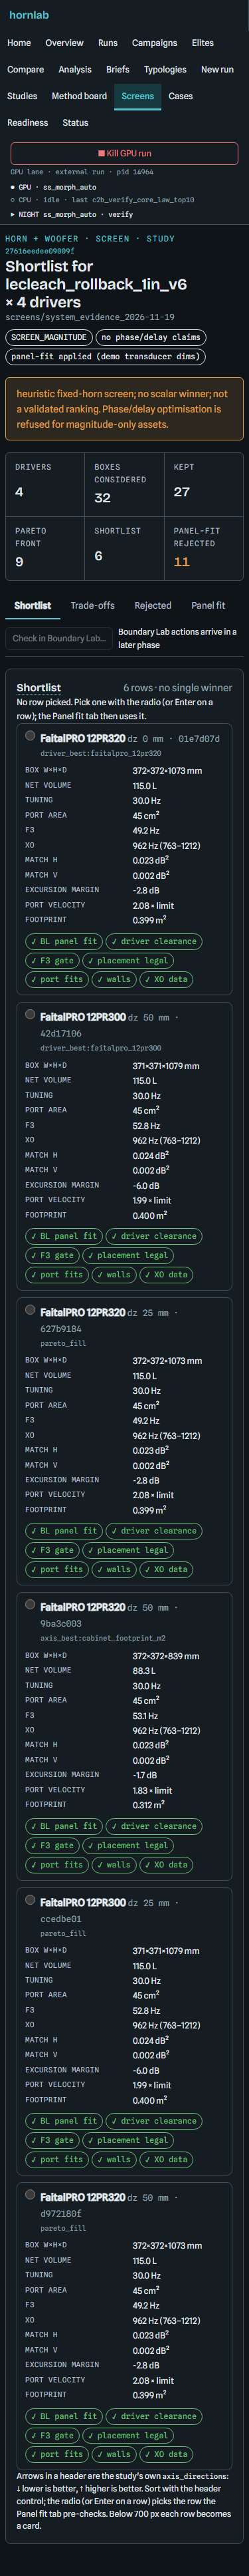 hornlab
Home Overview Runs Campaigns Elites
Compare Analysis Briefs Typologies New run
Studies Method board Screens Cases
Readiness Status
Kill GPU run
GPU lane · external run · pid 14964
● GPU · ss_morph_auto
○ CPU · idle · last c2b_verify_core_law_top10
▶ NIGHT ss_morph_auto · verify
HORN + WOOFER · SCREEN · STUDY
27616eedee09009f
Shortlist for
lecleach_rollback_1in_v6
× 4 drivers
screens/system_evidence_2026-11-19
SCREEN_MAGNITUDE no phase/delay claims
panel-fit applied (demo transducer dims)
heuristic fixed-horn screen; no scalar winner; not
a validated ranking. Phase/delay optimisation is
refused for magnitude-only assets.
DRIVERS BOXES CONSIDERED KEPT
4 32 27
PARETO FRONT SHORTLIST PANEL-FIT REJECTED
9 6 11
Shortlist Trade-offs Rejected Panel fit
Check in Boundary Lab... Boundary Lab actions arrive in a
later phase
Shortlist 6 rows · no single winner
No row picked. Pick one with the radio (or Enter on a
row); the Panel fit tab then uses it.
FaitalPRO 12PR320 dz 0 mm · 01e7d07d
driver_best:faitalpro_12pr320
BOX W×H×D 372×372×1073 mm
NET VOLUME 115.0 L
TUNING 30.0 Hz
PORT AREA 45 cm²
F3 49.2 Hz
XO 962 Hz (763–1212)
MATCH H 0.023 dB²
MATCH V 0.002 dB²
EXCURSION MARGIN -2.8 dB
PORT VELOCITY 2.08 × limit
FOOTPRINT 0.399 m²
✓ BL panel fit ✓ driver clearance
✓ F3 gate ✓ placement legal
✓ port fits ✓ walls ✓ XO data
FaitalPRO 12PR300 dz 50 mm ·
42d17106
driver_best:faitalpro_12pr300
BOX W×H×D 371×371×1079 mm
NET VOLUME 115.0 L
TUNING 30.0 Hz
PORT AREA 45 cm²
F3 52.8 Hz
XO 962 Hz (763–1212)
MATCH H 0.024 dB²
MATCH V 0.002 dB²
EXCURSION MARGIN -6.0 dB
PORT VELOCITY 1.99 × limit
FOOTPRINT 0.400 m²
✓ BL panel fit ✓ driver clearance
✓ F3 gate ✓ placement legal
✓ port fits ✓ walls ✓ XO data
FaitalPRO 12PR320 dz 25 mm ·
627b9184
pareto_fill
BOX W×H×D 372×372×1073 mm
NET VOLUME 115.0 L
TUNING 30.0 Hz
PORT AREA 45 cm²
F3 49.2 Hz
XO 962 Hz (763–1212)
MATCH H 0.023 dB²
MATCH V 0.002 dB²
EXCURSION MARGIN -2.8 dB
PORT VELOCITY 2.08 × limit
FOOTPRINT 0.399 m²
✓ BL panel fit ✓ driver clearance
✓ F3 gate ✓ placement legal
✓ port fits ✓ walls ✓ XO data
FaitalPRO 12PR320 dz 50 mm ·
9ba3c003
axis_best:cabinet_footprint_m2
BOX W×H×D 372×372×839 mm
NET VOLUME 88.3 L
TUNING 30.0 Hz
PORT AREA 45 cm²
F3 53.1 Hz
XO 962 Hz (763–1212)
MATCH H 0.023 dB²
MATCH V 0.002 dB²
EXCURSION MARGIN -1.7 dB
PORT VELOCITY 1.83 × limit
FOOTPRINT 0.312 m²
✓ BL panel fit ✓ driver clearance
✓ F3 gate ✓ placement legal
✓ port fits ✓ walls ✓ XO data
FaitalPRO 12PR300 dz 25 mm ·
ccedbe01
pareto_fill
BOX W×H×D 371×371×1079 mm
NET VOLUME 115.0 L
TUNING 30.0 Hz
PORT AREA 45 cm²
F3 52.8 Hz
XO 962 Hz (763–1212)
MATCH H 0.024 dB²
MATCH V 0.002 dB²
EXCURSION MARGIN -6.0 dB
PORT VELOCITY 1.99 × limit
FOOTPRINT 0.400 m²
✓ BL panel fit ✓ driver clearance
✓ F3 gate ✓ placement legal
✓ port fits ✓ walls ✓ XO data
FaitalPRO 12PR320 dz 50 mm ·
d972180f
pareto_fill
BOX W×H×D 372×372×1073 mm
NET VOLUME 115.0 L
TUNING 30.0 Hz
PORT AREA 45 cm²
F3 49.2 Hz
XO 962 Hz (763–1212)
MATCH H 0.023 dB²
MATCH V 0.002 dB²
EXCURSION MARGIN -2.8 dB
PORT VELOCITY 2.08 × limit
FOOTPRINT 0.399 m²
✓ BL panel fit ✓ driver clearance
✓ F3 gate ✓ placement legal
✓ port fits ✓ walls ✓ XO data
Arrows in a header are the study's own axis_directions:
↓ lower is better, ↑ higher is better. Sort with the header
control; the radio (or Enter on a row) picks the row the
Panel fit tab pre-checks. Below 700 px each row becomes
a card.